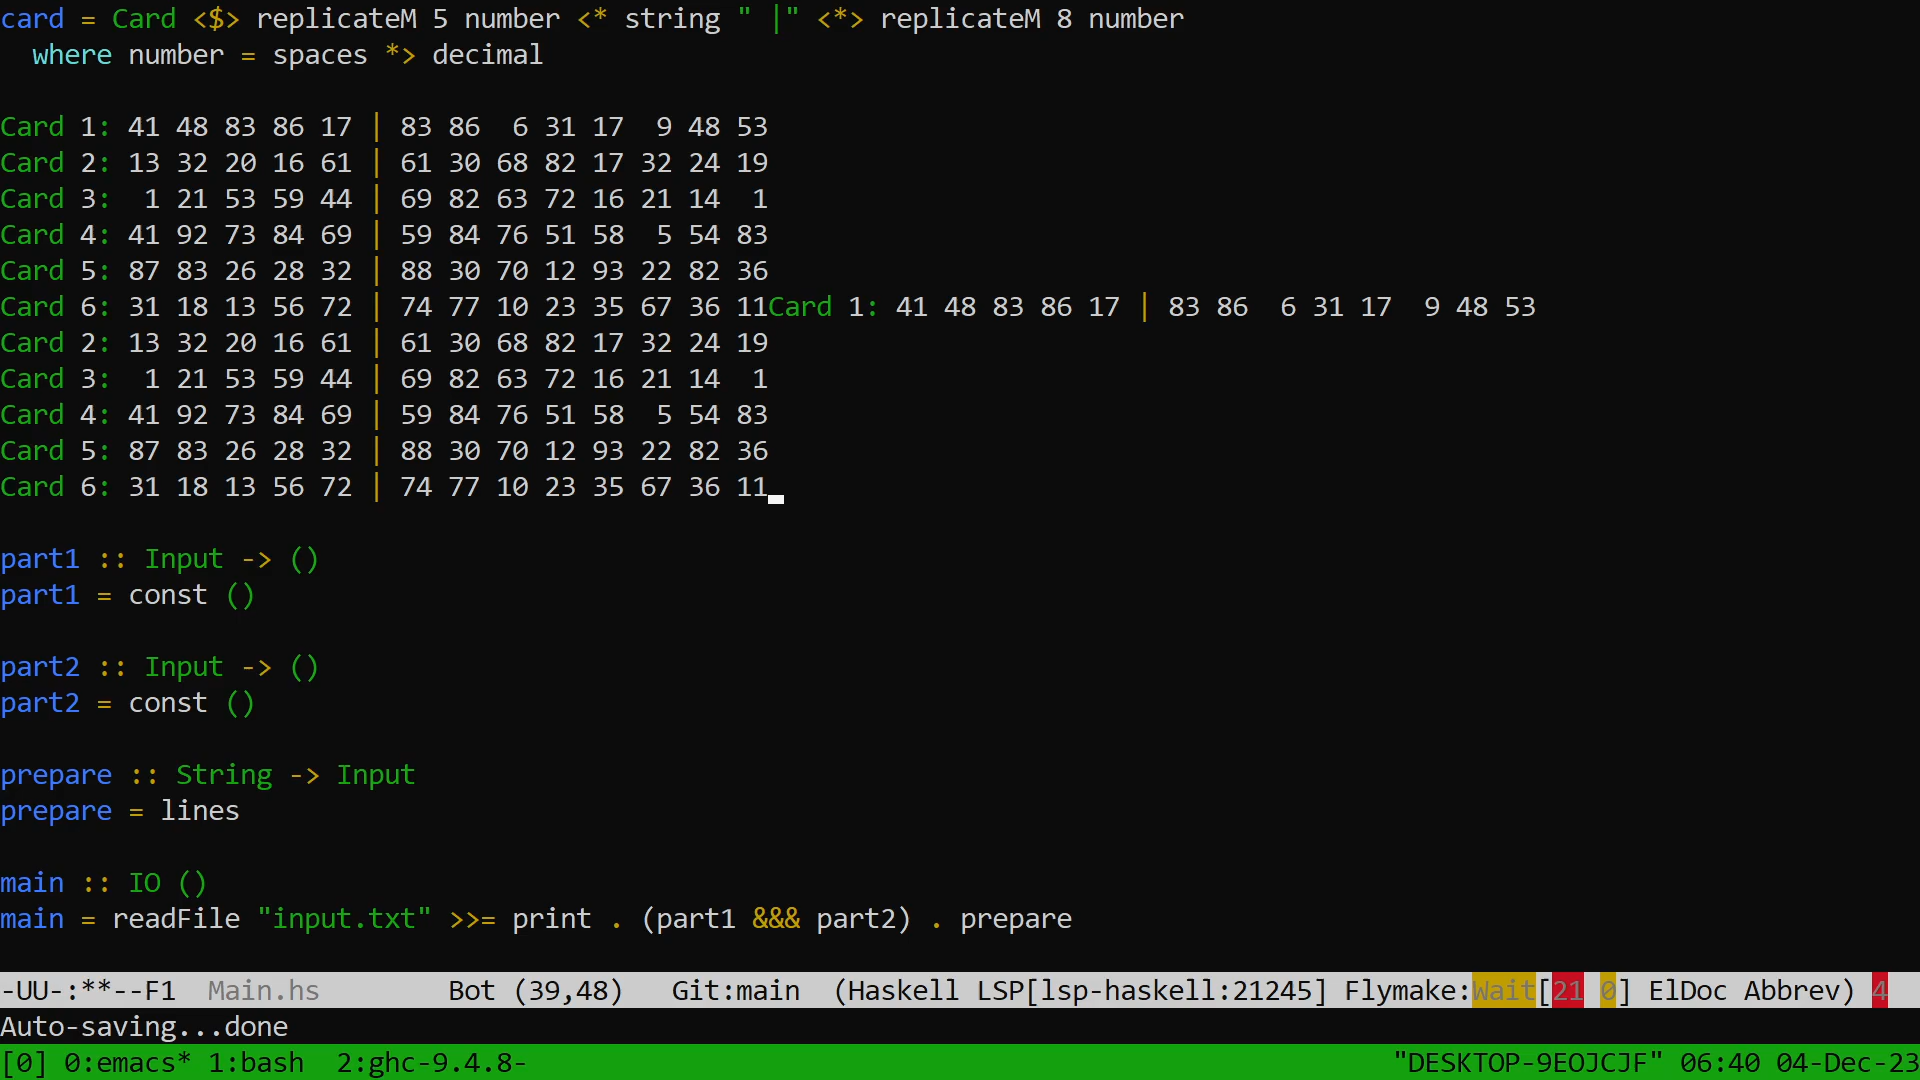 card = Card <$> replicateM 5 number <* string " |" <*> replicateM 8 number
  where number = spaces *> decimal

Card 1: 41 48 83 86 17 | 83 86  6 31 17  9 48 53
Card 2: 13 32 20 16 61 | 61 30 68 82 17 32 24 19
Card 3:  1 21 53 59 44 | 69 82 63 72 16 21 14  1
Card 4: 41 92 73 84 69 | 59 84 76 51 58  5 54 83
Card 5: 87 83 26 28 32 | 88 30 70 12 93 22 82 36
Card 6: 31 18 13 56 72 | 74 77 10 23 35 67 36 11Card 1: 41 48 83 86 17 | 83 86  6 31 17  9 48 53
Card 2: 13 32 20 16 61 | 61 30 68 82 17 32 24 19
Card 3:  1 21 53 59 44 | 69 82 63 72 16 21 14  1
Card 4: 41 92 73 84 69 | 59 84 76 51 58  5 54 83
Card 5: 87 83 26 28 32 | 88 30 70 12 93 22 82 36
Card 6: 31 18 13 56 72 | 74 77 10 23 35 67 36 11

part1 :: Input -> ()
part1 = const ()

part2 :: Input -> ()
part2 = const ()

prepare :: String -> Input
prepare = lines

main :: IO ()
main = readFile "input.txt" >>= print . (part1 &&& part2) . prepare

-UU-:**--F1  Main.hs        Bot (39,48)   Git:main  (Haskell LSP[lsp-haskell:21245] Flymake:Wait[21 0] ElDoc Abbrev) 4
Auto-saving...done
[0] 0:emacs* 1:bash  2:ghc-9.4.8-    "DESKTOP-9EOJCJF" 06:40 04-Dec-23